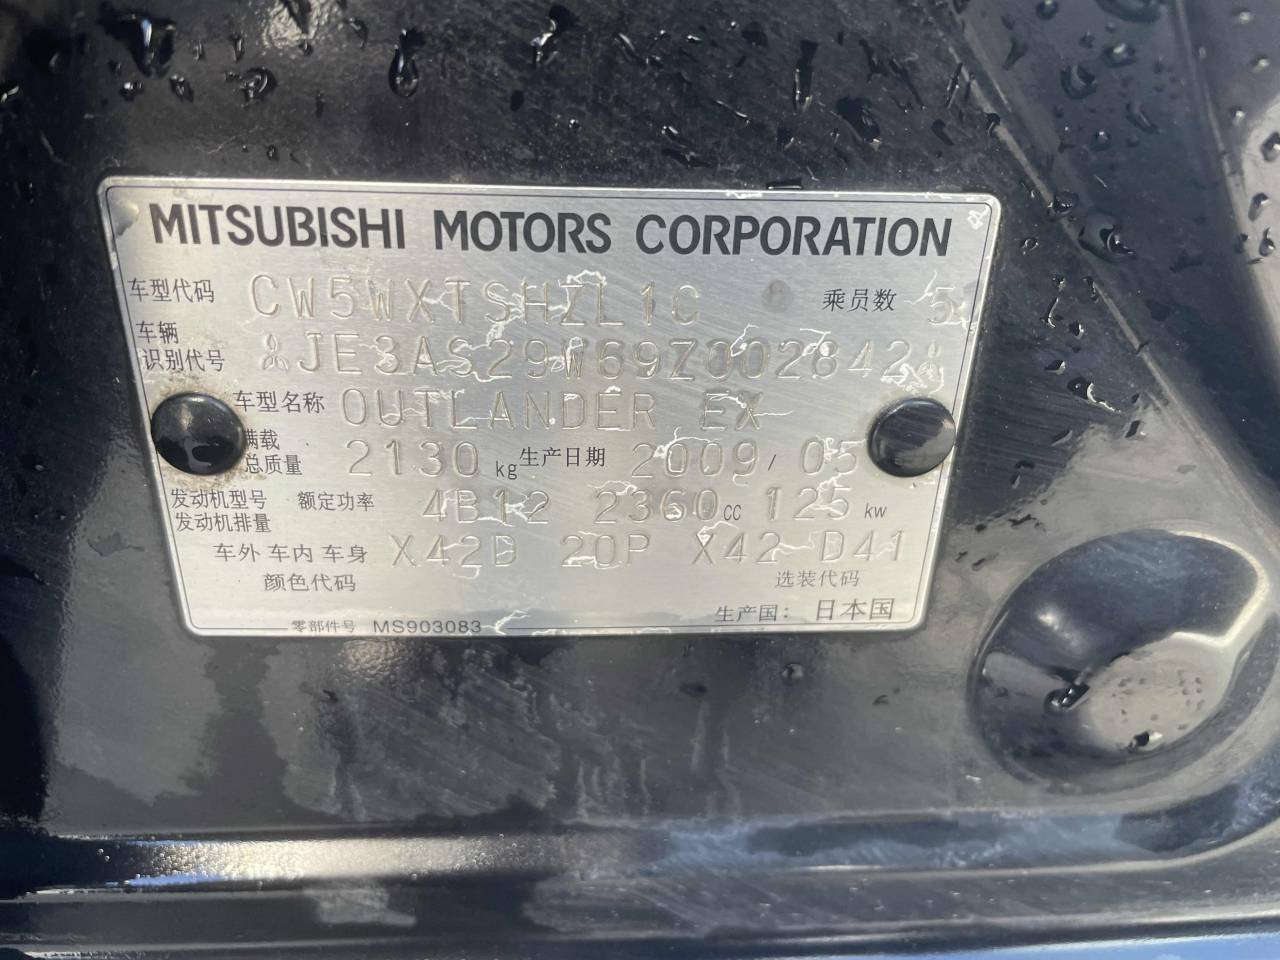 MITSUBISHI MOTORS CORPORATION
车型代码 CW5WXTSHZL1C 乘员数 5
车辆
识别代号 JE3AS29W69Z002842
车型名称 OUTLANDER EX
满载
总质量 2130 kg 生产日期 2009/05
发动机型号 额定功率 4B12 2360cc 125 kw
发动机排量
车外 车内 车身 X42D 20P X42 D41
颜色代码 选装代码
生产国: 日本国
零部件号 MS903083